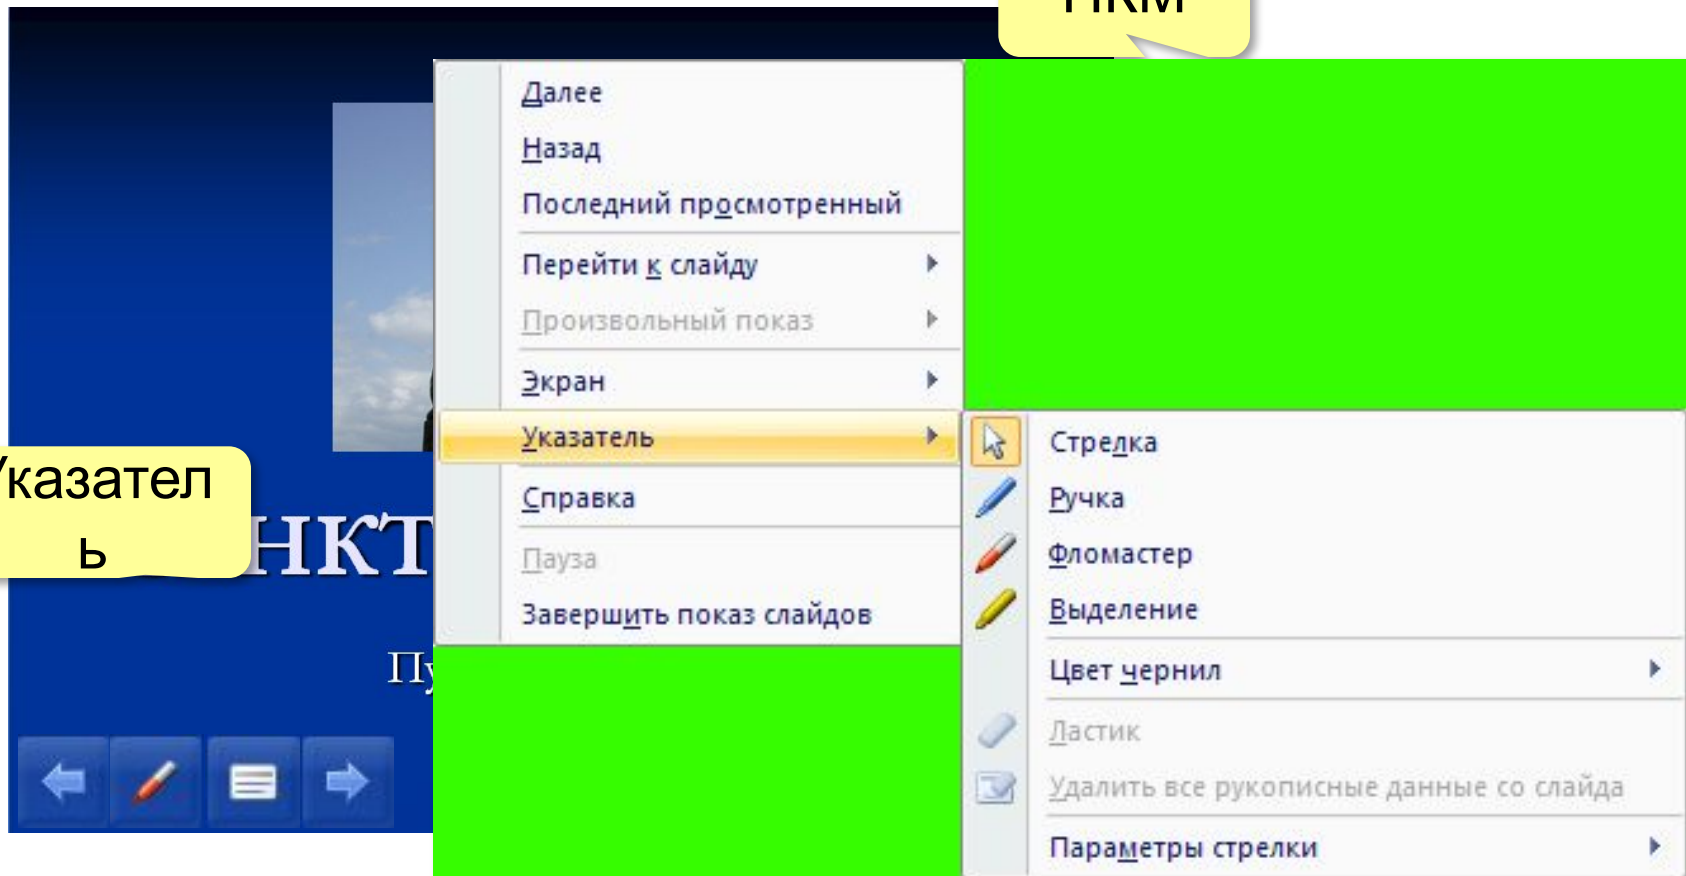 ПКМ
Далее
Назад
Последний просмотренный
Перейти к слайду
Произвольный показ
Экран
Указатель
Справка
Пауза
Завершить показ слайдов
Стрелка
Ручка
Фломастер
Выделение
Цвет чернил
Ластик
Удалить все рукописные данные со слайда
Параметры стрелки
Указател
ь
нкт
Пу